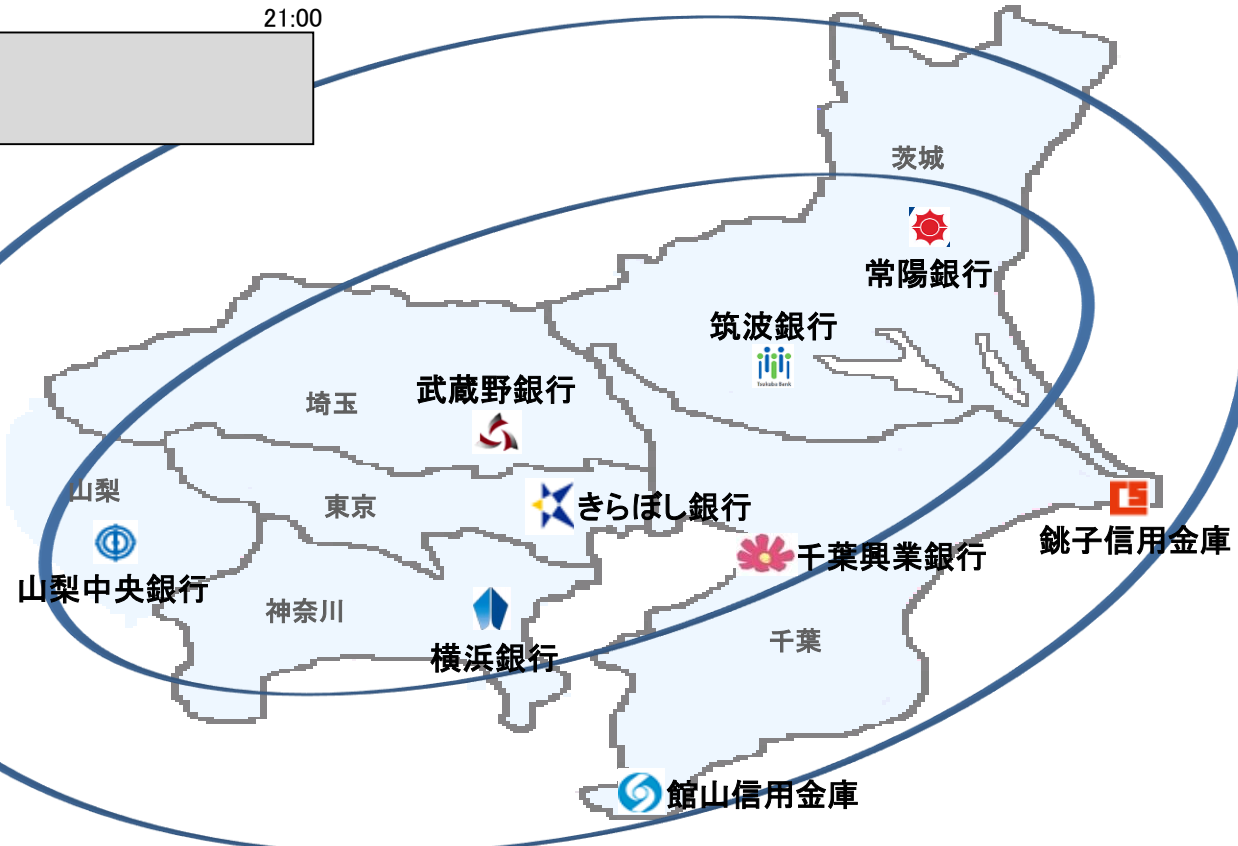 21:00
茨城
常陽銀行
筑波銀行
Tsukuba Bank
武蔵野銀行
埼玉
山梨
東京
きらぼし銀行
銚子信用金庫
千葉興業銀行
山梨中央銀行
神奈川
千葉
横浜銀行
館山信用金庫